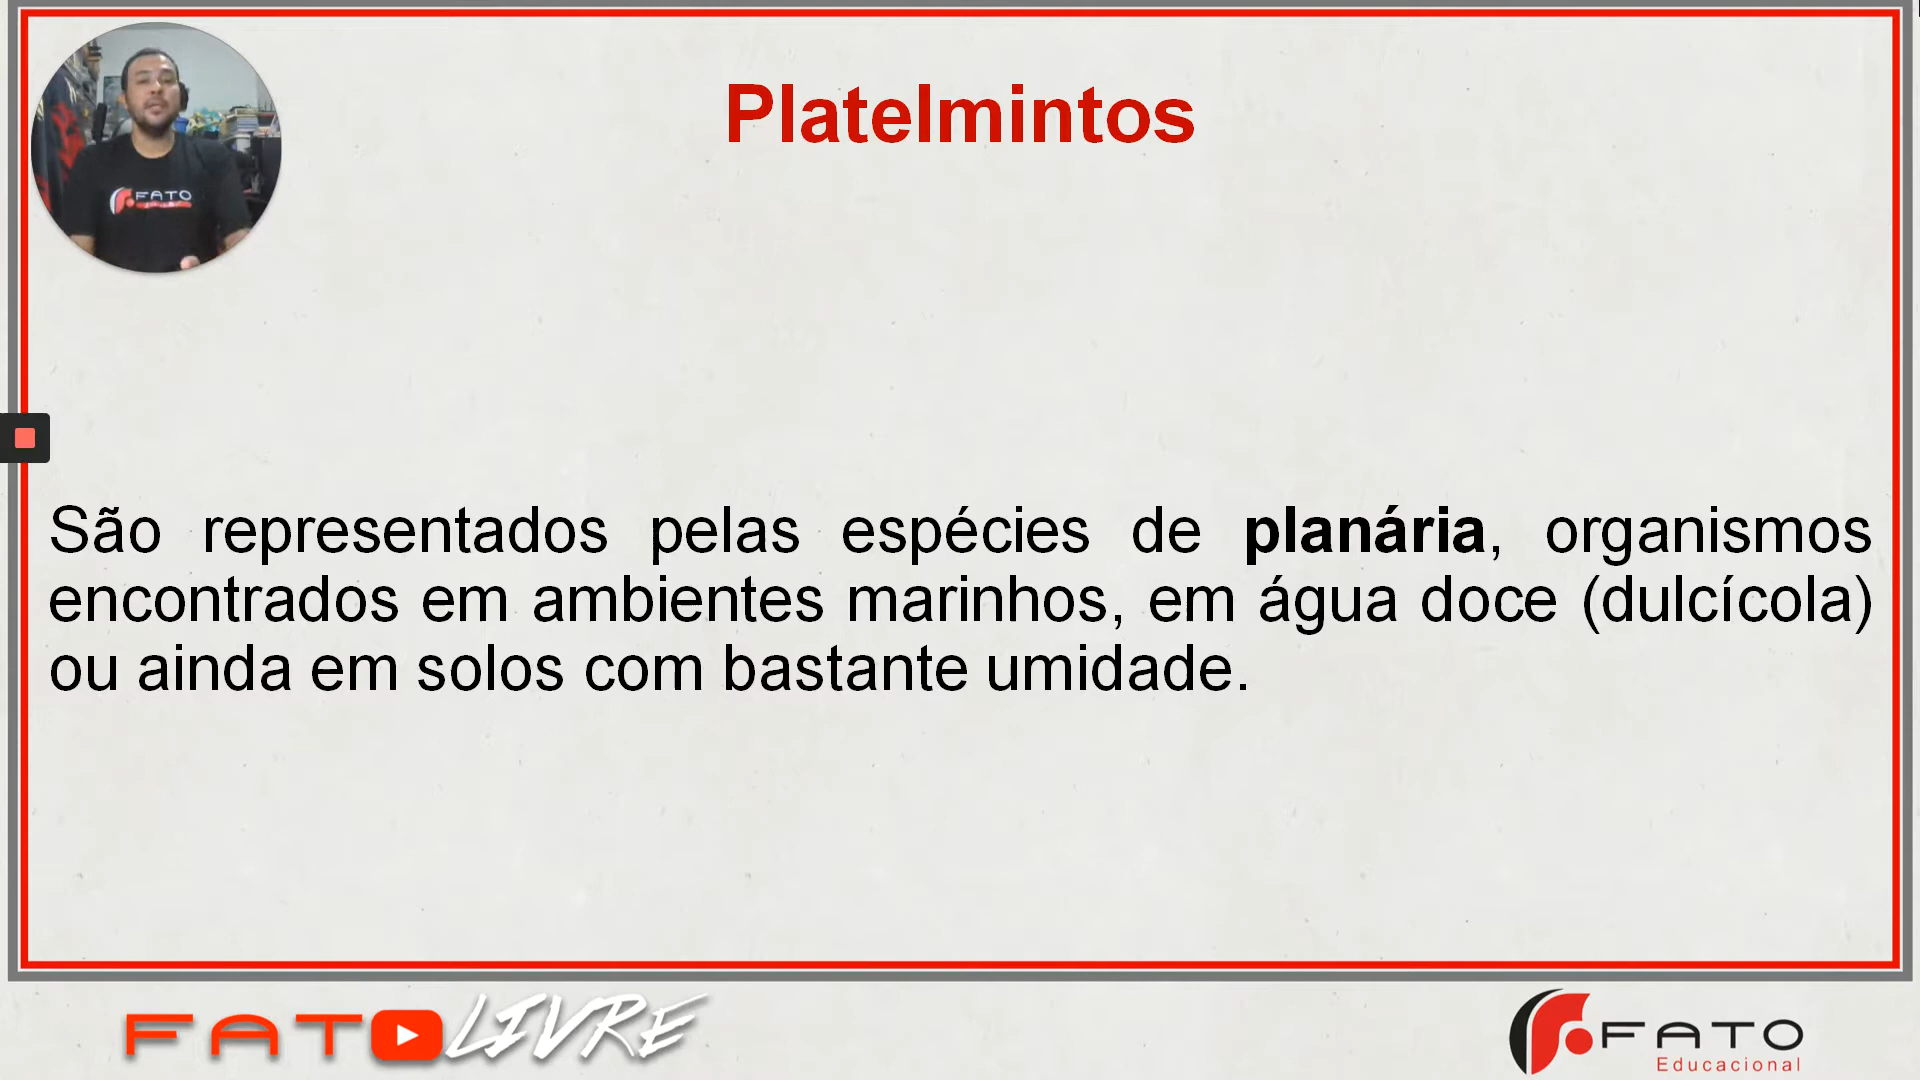 Platelmintos
FATO
São representados pelas espécies de planária, organismos
encontrados em ambientes marinhos, em água doce (dulcícola)
ou ainda em solos com bastante umidade.
FATO LIVRE
FATO
Educacional